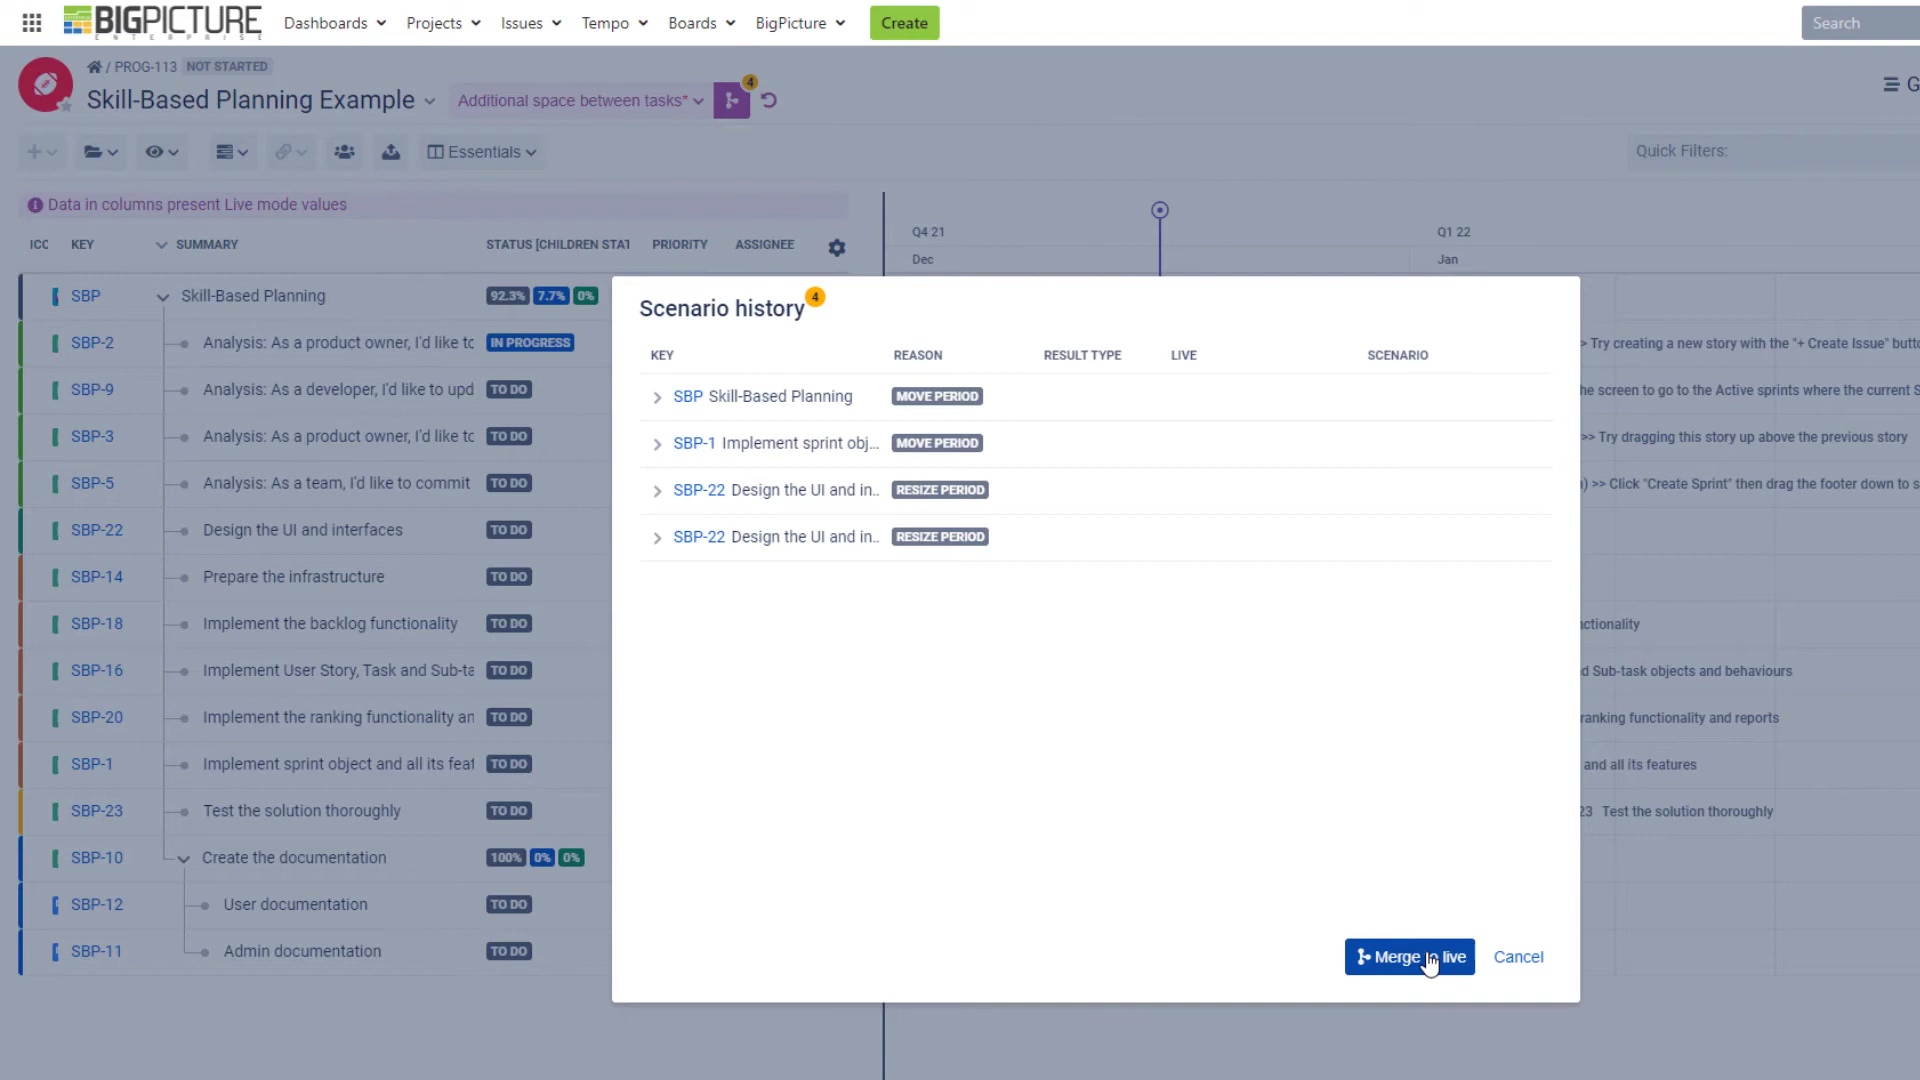 BIGPICTURE
ENTERPRISE
Dashboards Projects Issues Tempo Boards BigPicture Create Search
/ PROG-113 NOT STARTED
Skill-Based Planning Example Additional space between tasks* 4
Essentials Quick Filters:
Data in columns present Live mode values
Q4 21 Q1 22
ICC KEY SUMMARY STATUS [CHILDREN STAT PRIORITY ASSIGNEE
Dec Jan
SBP Skill-Based Planning 92.3% 7.7% 0%
SBP-2 Analysis: As a product owner, I'd like tc IN PROGRESS
SBP-9 Analysis: As a developer, I'd like to upd TO DO
SBP-3 Analysis: As a product owner, I'd like tc TO DO
SBP-5 Analysis: As a team, I'd like to commit TO DO
SBP-22 Design the UI and interfaces TO DO
SBP-14 Prepare the infrastructure TO DO
SBP-18 Implement the backlog functionality TO DO
SBP-16 Implement User Story, Task and Sub-ta TO DO
SBP-20 Implement the ranking functionality an TO DO
SBP-1 Implement sprint object and all its feat TO DO
SBP-23 Test the solution thoroughly TO DO
SBP-10 Create the documentation 100% 0% 0%
SBP-12 User documentation TO DO
SBP-11 Admin documentation TO DO
Scenario history 4
KEY REASON RESULT TYPE LIVE SCENARIO
SBP Skill-Based Planning MOVE PERIOD
SBP-1 Implement sprint obj... MOVE PERIOD
SBP-22 Design the UI and in.. RESIZE PERIOD
SBP-22 Design the UI and in.. RESIZE PERIOD
Merge live Cancel
> Try creating a new story with the "+ Create Issue" butto
he screen to go to the Active sprints where the current S
>> Try dragging this story up above the previous story
) >> Click "Create Sprint" then drag the footer down to s
nctionality
d Sub-task objects and behaviours
ranking functionality and reports
and all its features
23 Test the solution thoroughly